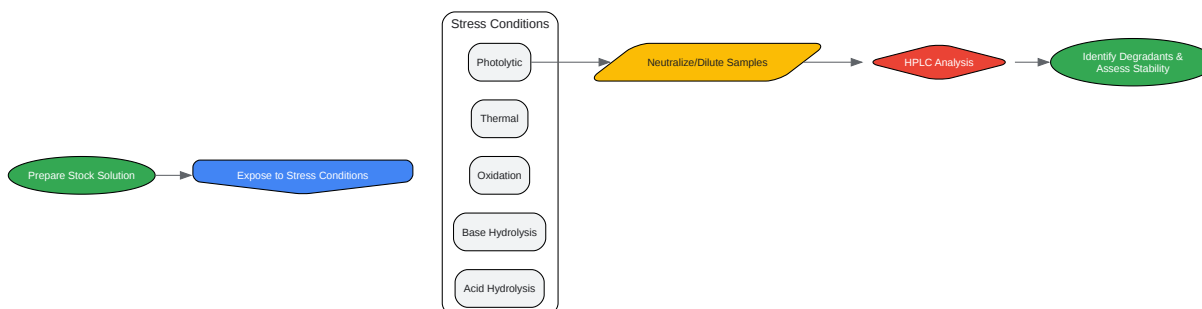 Prepare Stock Solution
Expose to Stress Conditions
Stress Conditions
Photolytic
Thermal
Oxidation
Base Hydrolysis
Acid Hydrolysis
Neutralize/Dilute Samples
HPLC Analysis
Identify Degradants &
Assess Stability